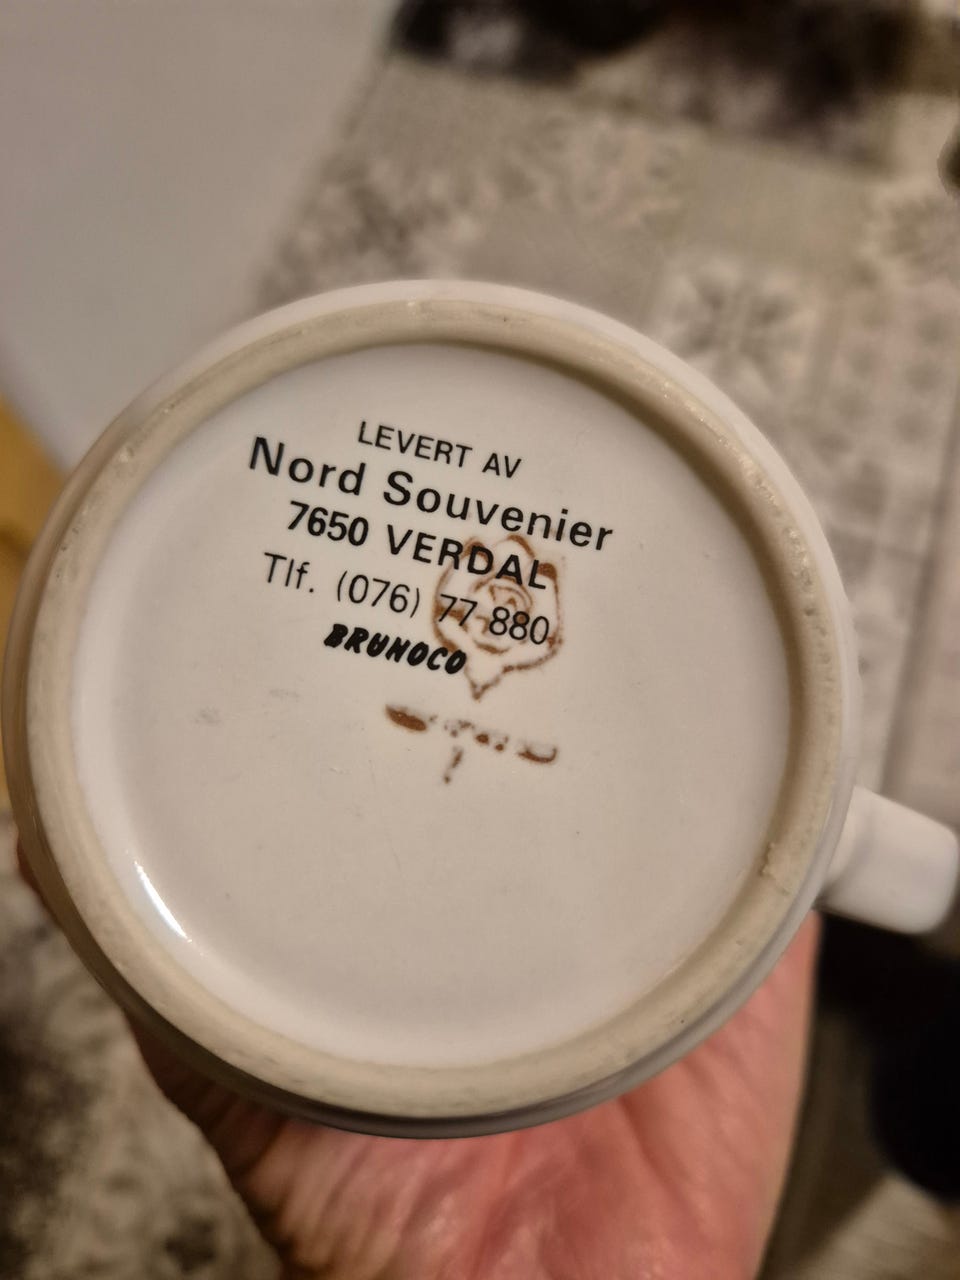 LEVERT AV
Nord Souvenier
7650 VERDAL
Tlf. (076) 77 880
BRUNOCO